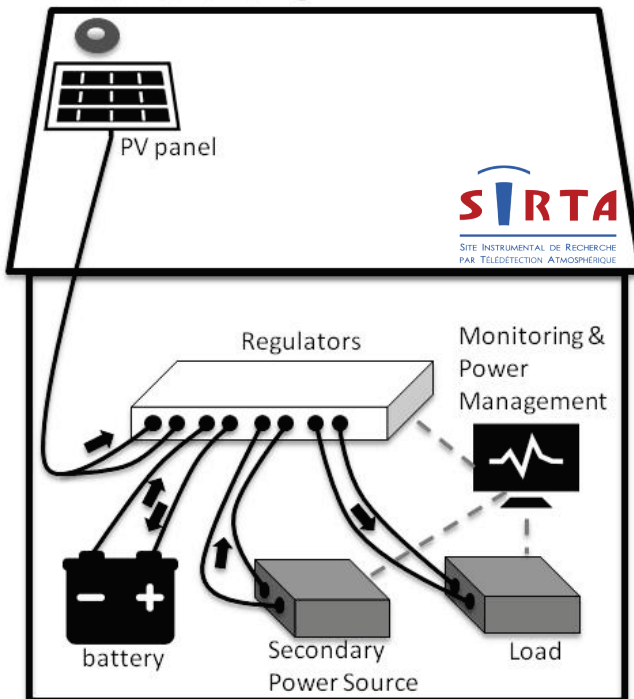 PV panel
SIRTA
SITE INSTRUMENTAL DE RECHERCHE
PAR TÉLÉDÉTECTION ATMOSPHÉRIQUE
Regulators
Monitoring &
Power
Management
battery
Secondary
Power Source
Load